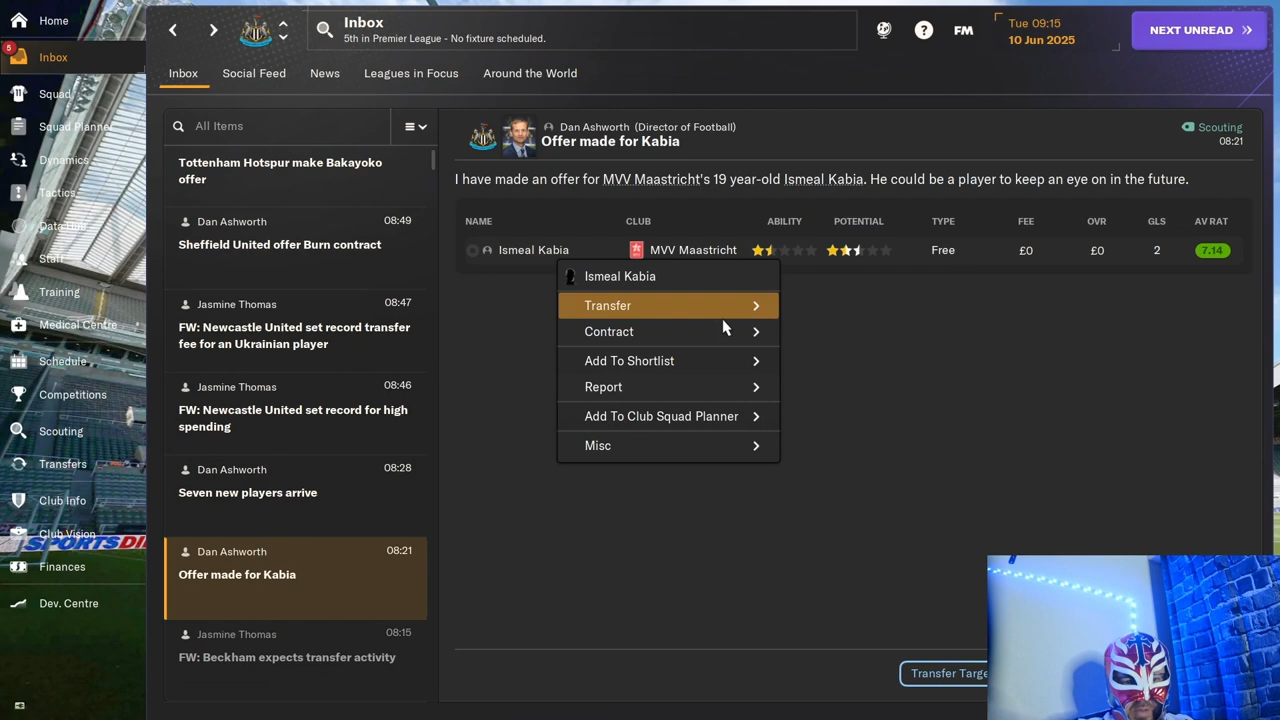 Home
5
Inbox
Squad
Squad Planner
Dynamics
Tactics
Training
Medical Centre
Schedule
Competitions
Scouting
Transfers
Club Info
Club Vision
SPORTSDI
Finances
Dev. Centre
Inbox
5th in Premier League - No fixture scheduled.
?
FM
Tue 09:15
10 Jun 2025
NEXT UNREAD
Inbox
Social Feed
News
Leagues in Focus
Around the World
All Items
Tottenham Hotspur make Bakayoko
offer
Dan Ashworth 08:49
Sheffield United offer Burn contract
Jasmine Thomas 08:47
FW: Newcastle United set record transfer
fee for an Ukrainian player
Jasmine Thomas 08:46
FW: Newcastle United set record for high
spending
Dan Ashworth 08:28
Seven new players arrive
Dan Ashworth 08:21
Offer made for Kabia
Jasmine Thomas 08:15
FW: Beckham expects transfer activity
Dan Ashworth (Director of Football)
Offer made for Kabia
Scouting
08:21
I have made an offer for MVV Maastricht's 19 year-old Ismeal Kabia. He could be a player to keep an eye on in the future.
NAME CLUB ABILITY POTENTIAL TYPE FEE OVR GLS AV RAT
Ismeal Kabia MVV Maastricht Free £0 £0 2 7.14
Ismeal Kabia
Transfer
Contract
Add To Shortlist
Report
Add To Club Squad Planner
Misc
Transfer Targe